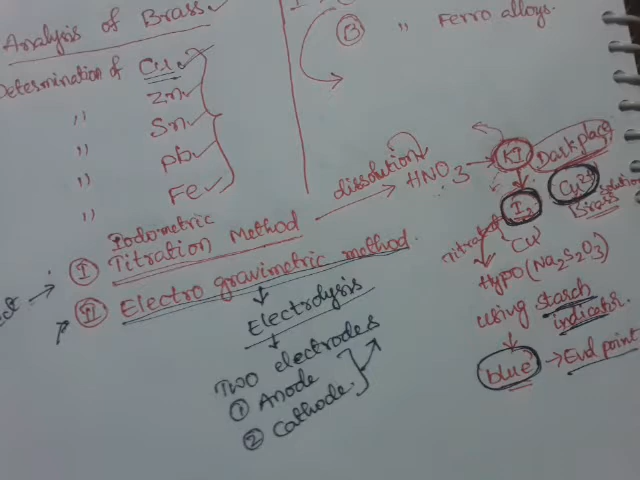 Analysis of Brass
Determination of Cu
" Zn
" Sn
" Pb
" Fe
B " Ferro alloys.
I Iodometric
Titration Method
dissolution
HNO3
KI
Dark place
I2
Cu2+
solution
Brass
Cu+
Titrated
Hypo (Na2S2O3)
using starch
indicator.
blue → End point
II Electro gravimetric method.
Electrolysis
Two electrodes
① Anode
② Cathode